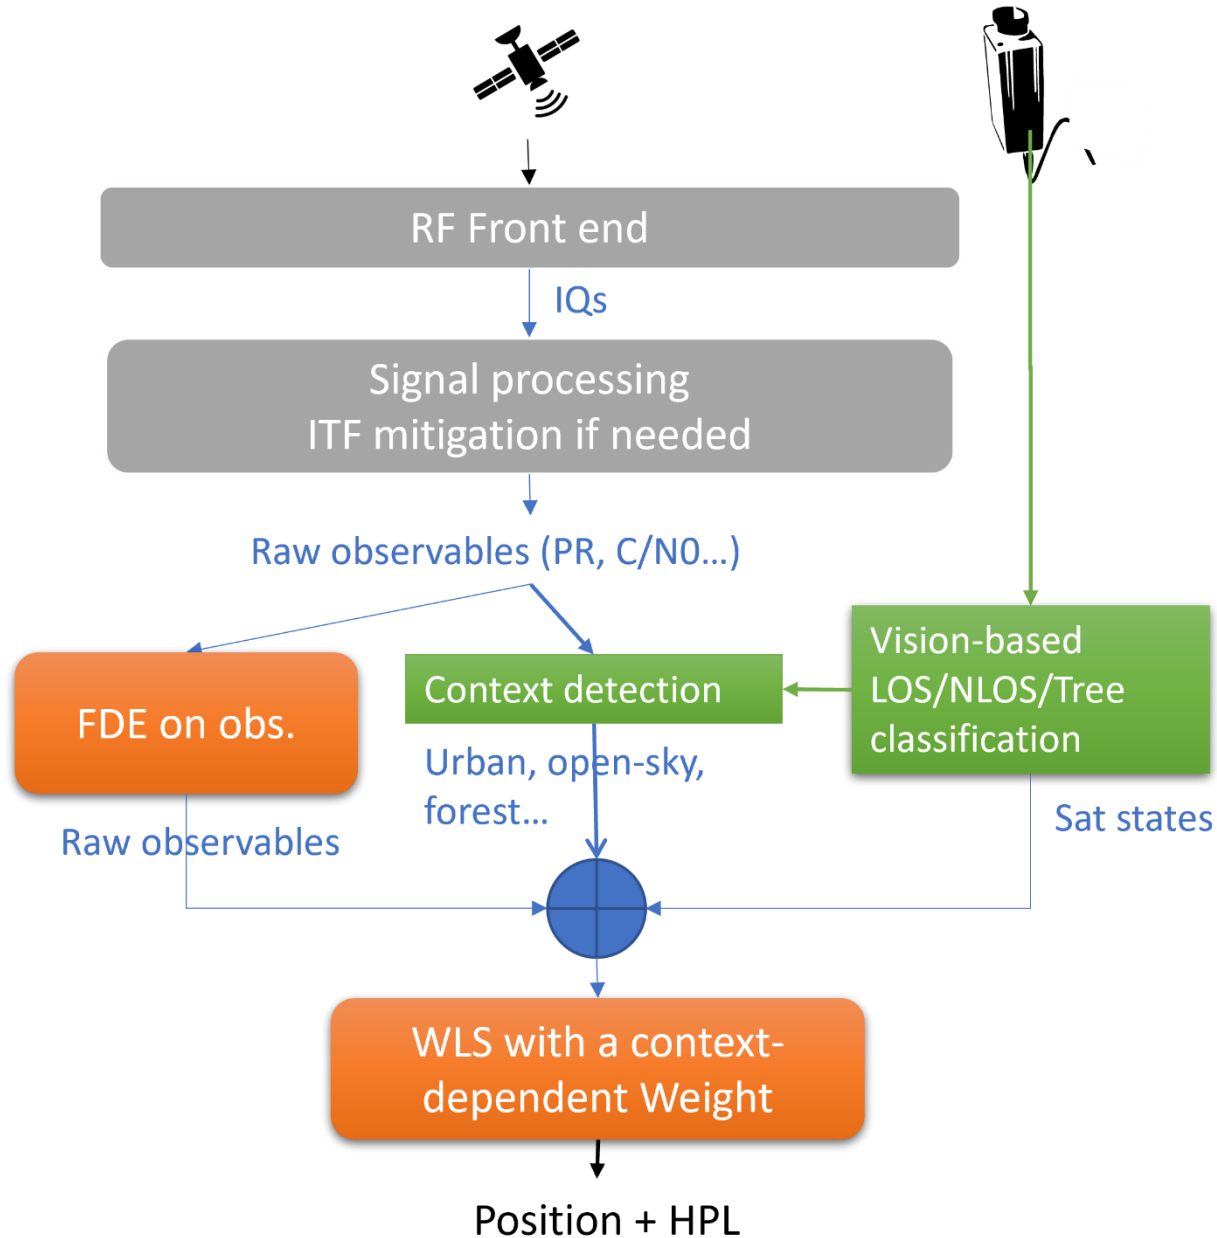 RF Front end
IQs
Signal processing
ITF mitigation if needed
Raw observables (PR, C/N0...)
FDE on obs.
Context detection
Vision-based
LOS/NLOS/Tree
classification
Urban, open-sky,
forest...
Raw observables
Sat states
WLS with a context-
dependent Weight
Position + HPL